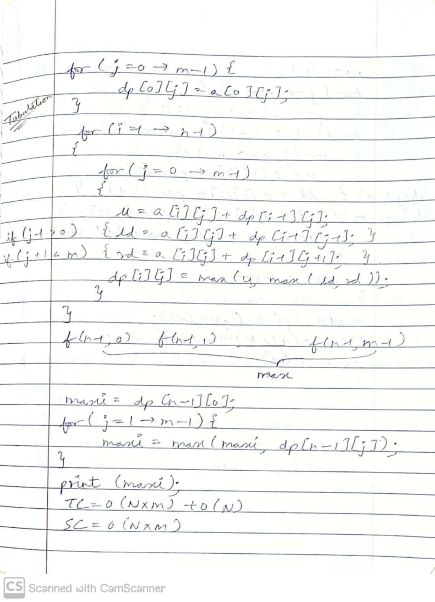 for (j=0 → m-1) {
dp[0][j] = a[0][j];
Tabulation
}
for (i=1 → n-1)
{
for (j=0 → m-1)
{
u = a[i][j] + dp[i-1][j];
if (j-1>0) { ld = a[i][j] + dp[i-1][j-1]; }
if (j+1<m) { rd = a[i][j] + dp[i-1][j+1]; }
dp[i][j] = max(u, max(ld, rd));
}
}
f(n-1, 0) f(n-1, 1) f(n-1, m-1)
max
maxi = dp[n-1][0];
for (j=1 → m-1) {
maxi = max(maxi, dp[n-1][j]);
}
print (maxi);
TC = O(N×m) + O(N)
SC = O(N×m)
CS Scanned with CamScanner